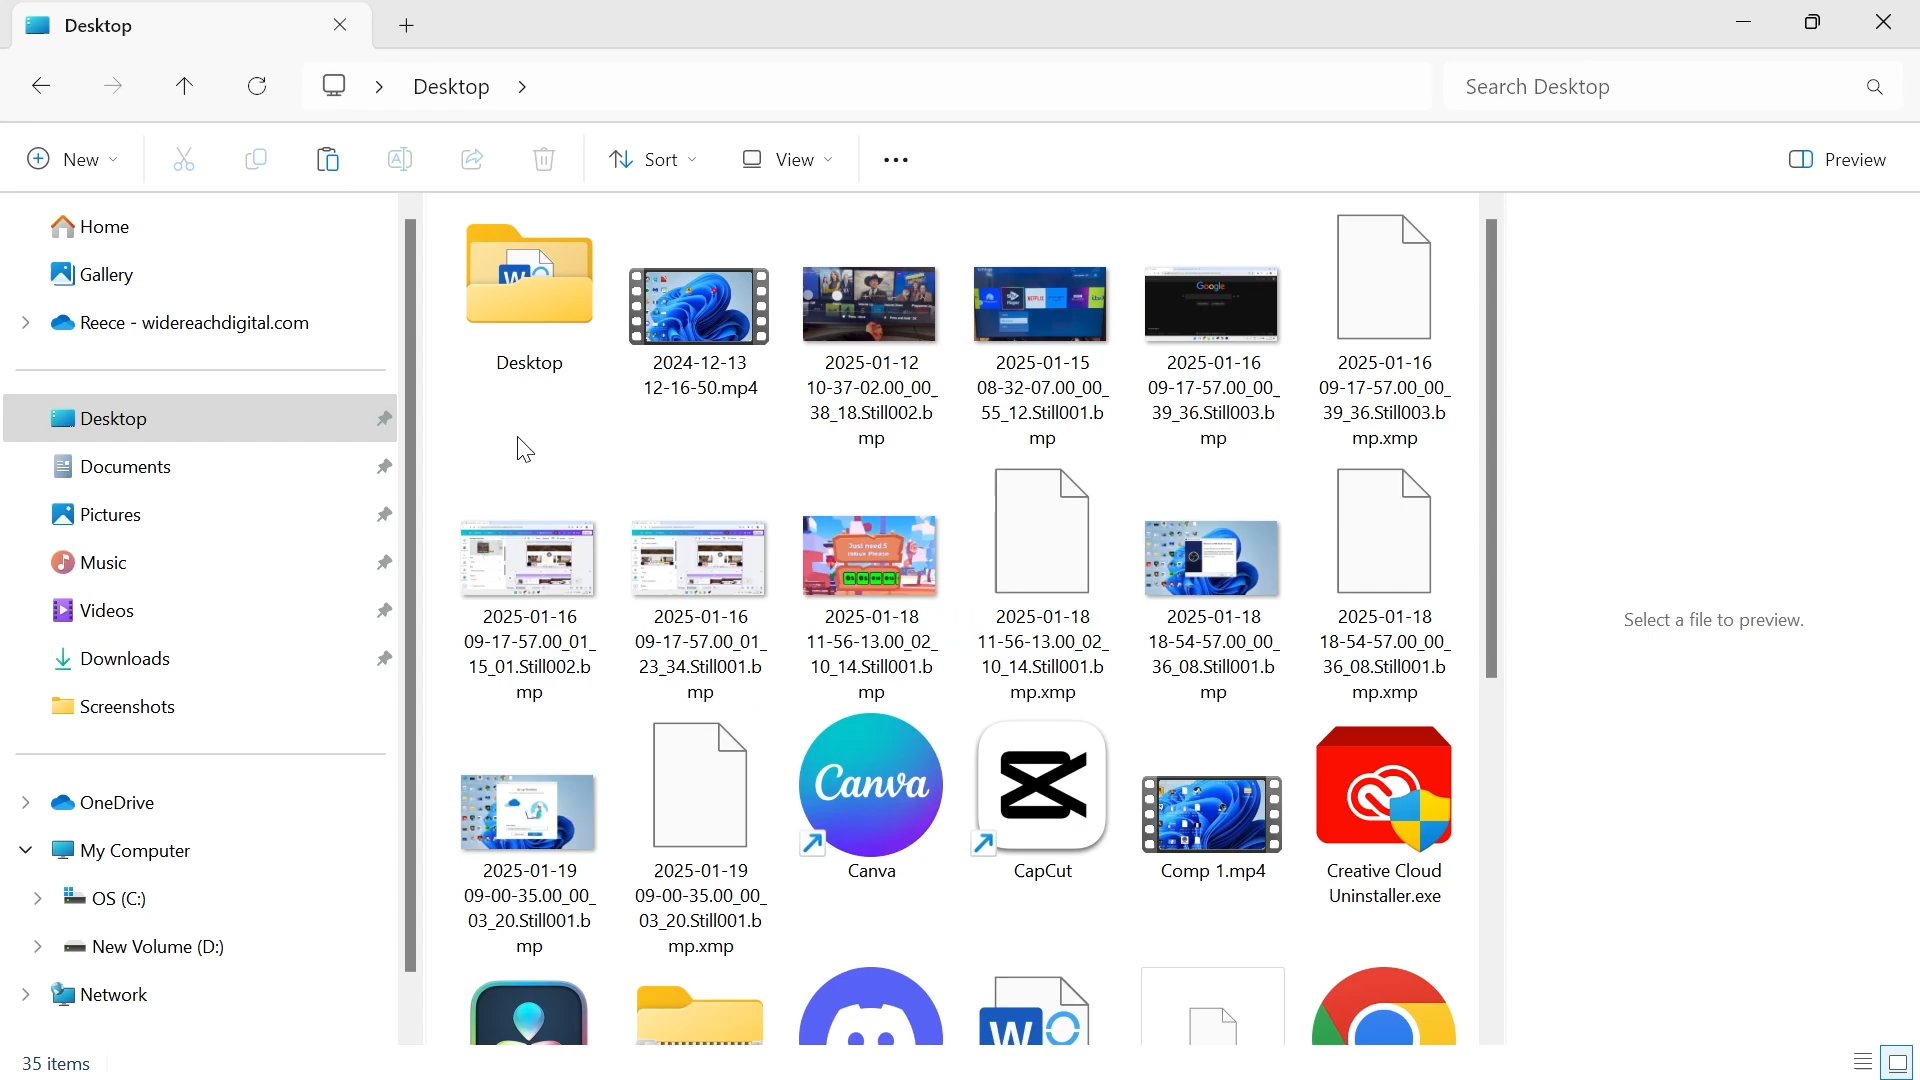 Desktop
Desktop
Search Desktop
New
Sort
View
Preview
Home
Gallery
Reece - widereachdigital.com
Desktop
Documents
Pictures
Music
Videos
Downloads
Screenshots
OneDrive
My Computer
OS (C:)
New Volume (D:)
Network
Desktop
2024-12-13
12-16-50.mp4
2025-01-12
10-37-02.00_00_
38_18.Still002.b
mp
2025-01-15
08-32-07.00_00_
55_12.Still001.b
mp
Google
2025-01-16
09-17-57.00_00_
39_36.Still003.b
mp
2025-01-16
09-17-57.00_00_
39_36.Still003.b
mp.xmp
2025-01-16
09-17-57.00_01_
15_01.Still002.b
mp
2025-01-16
09-17-57.00_01_
23_34.Still001.b
mp
Just need 5
robux Please
2025-01-18
11-56-13.00_02_
10_14.Still001.b
mp
2025-01-18
11-56-13.00_02_
10_14.Still001.b
mp.xmp
2025-01-18
18-54-57.00_00_
36_08.Still001.b
mp
2025-01-18
18-54-57.00_00_
36_08.Still001.b
mp.xmp
2025-01-19
09-00-35.00_00_
03_20.Still001.b
mp
2025-01-19
09-00-35.00_00_
03_20.Still001.b
mp.xmp
Canva
Canva
CapCut
Comp 1.mp4
Creative Cloud
Uninstaller.exe
W
Select a file to preview.
35 items